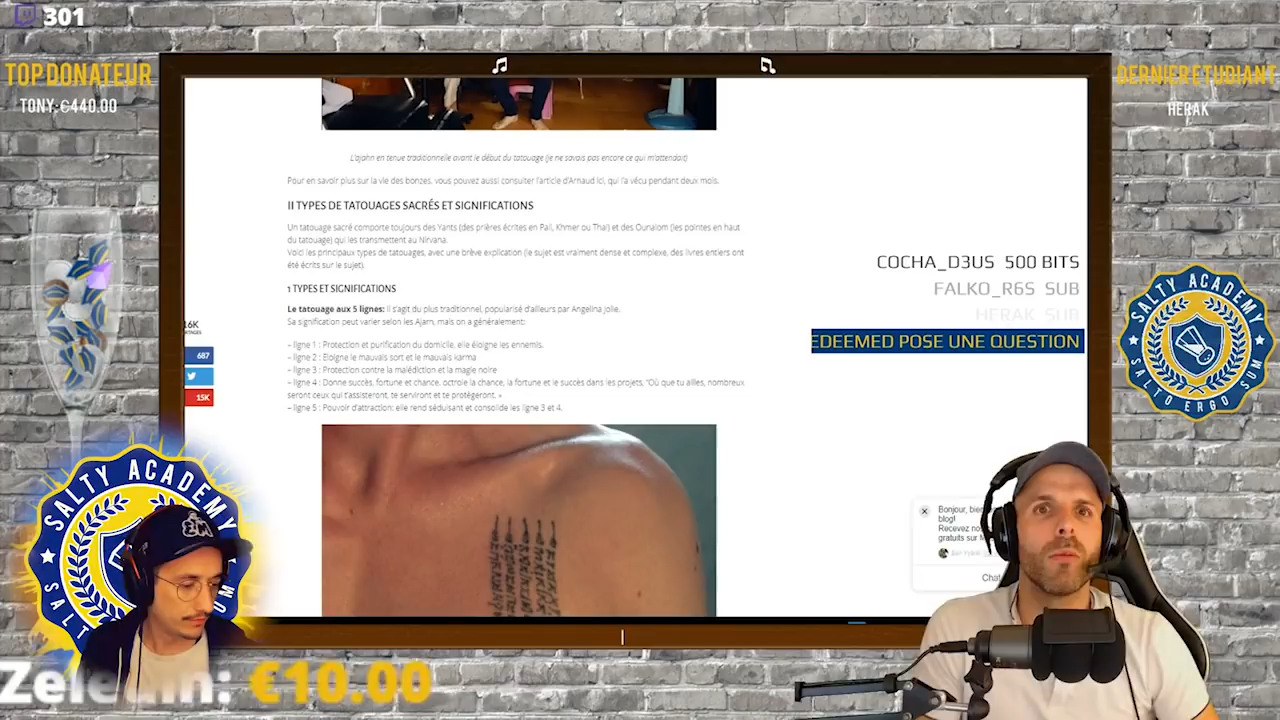 301
TOP DONATEUR
TONY: €440.00
DERNIER ETUDIANT
HERAK
L'ajahn en tenue traditionnelle avant le début du tatouage (je ne savais pas encore ce qui m'attendait)
Pour en savoir plus sur la vie des bonzes, vous pouvez aussi consulter l'article d'Arnaud ici, qui l'a vécu pendant deux mois.
II TYPES DE TATOUAGES SACRÉS ET SIGNIFICATIONS
Un tatouage sacré comporte toujours des Yants (des prières écrites en Pali, Khmer ou Thai) et des Ounalom (les pointes en haut
du tatouage) qui les transmettent au Nirvana.
Voici les principaux types de tatouages, avec une brève explication (le sujet est vraiment dense et complexe, des livres entiers ont
été écrits sur le sujet).
1 TYPES ET SIGNIFICATIONS
Le tatouage aux 5 lignes: il s'agit du plus traditionnel, popularisé d'ailleurs par Angelina Jolie.
Sa signification peut varier selon les Ajarn, mais on a généralement:
– ligne 1 : Protection et purification du domicile, elle éloigne les ennemis.
– ligne 2 : Éloigne le mauvais sort et le mauvais karma
– ligne 3 : Protection contre la malédiction et la magie noire
– ligne 4 : Donne succès, fortune et chance, octroie la chance, la fortune et le succès dans les projets. "Où que tu ailles, nombreux
seront ceux qui t'assisteront, te serviront et te protègeront. »
– ligne 5 : Pouvoir d'attraction: elle rend séduisant et consolide les ligne 3 et 4.
16K
687
15K
COCHA_D3US 500 BITS
FALKO_R6S SUB
HERAK SUB
EDEEMED POSE UNE QUESTION
SALTY ACADEMY
SALTO ERGO SUM
SALTY ACADEMY
Bonjour,
blog!
Recevez
gratuits sur
Chat
Zeleum: €10.00